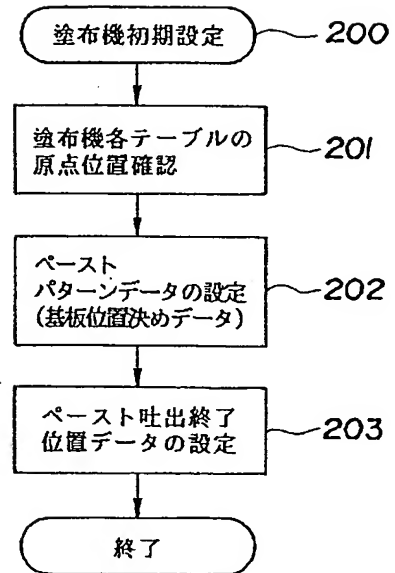 塗布機初期設定 200
塗布機各テーブルの
原点位置確認
201
ペースト
パターンデータの設定
(基板位置決めデータ)
202
ペースト吐出終了
位置データの設定
203
終了